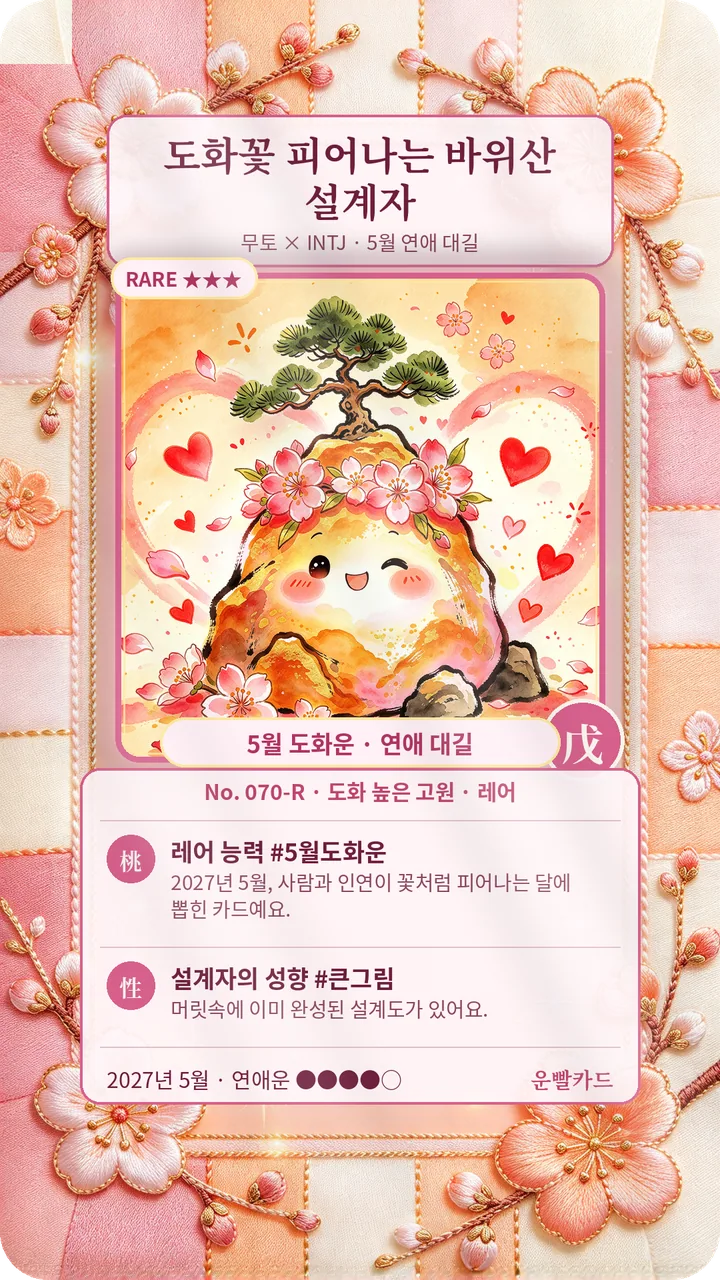 도화꽃 피어나는 바위산
설계자
무토 × INTJ · 5월 연애 대길
RARE ★★★
5월 도화운 · 연애 대길
戊
No. 070-R · 도화 높은 고원 · 레어
桃
레어 능력 #5월도화운
2027년 5월, 사람과 인연이 꽃처럼 피어나는 달에
뽑힌 카드예요.
性
설계자의 성향 #큰그림
머릿속에 이미 완성된 설계도가 있어요.
2027년 5월 · 연애운 ●●●●○
운빨카드